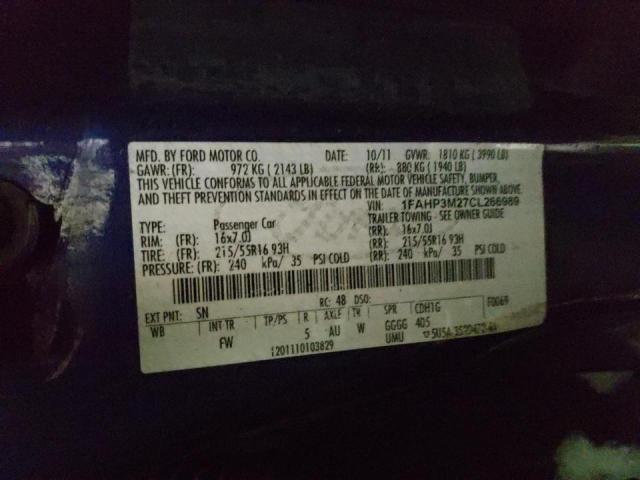 MFD. BY FORD MOTOR CO. DATE: 10/11 GVWR: 1810 KG ( 3990 LB)
GAWR: (FR): 972 KG ( 2143 LB) (RR): 880 KG ( 1940 LB)
THIS VEHICLE CONFORMS TO ALL APPLICABLE FEDERAL MOTOR VEHICLE SAFETY, BUMPER,
AND THEFT PREVENTION STANDARDS IN EFFECT ON THE DATE OF MANUFACTURE SHOWN ABOVE.
VIN: 1FAHP3M27CL266989
TYPE: Passenger Car TRAILER TOWING - SEE OWNER GUIDE
RIM: (FR): 16x7.0J (RR): 16x7.0J
TIRE: (FR): 215/55R16 93H (RR): 215/55R16 93H
PRESSURE: (FR): 240 kPa/ 35 PSI COLD (RR): 240 kPa/ 35 PSI COLD
EXT PNT: SN RC: 48 DSO: F0069
WB INT TR TP/PS R AXLE TR SPR CDH1G
FW 5 AU W GGGG 4D5
1201110103829 UMU